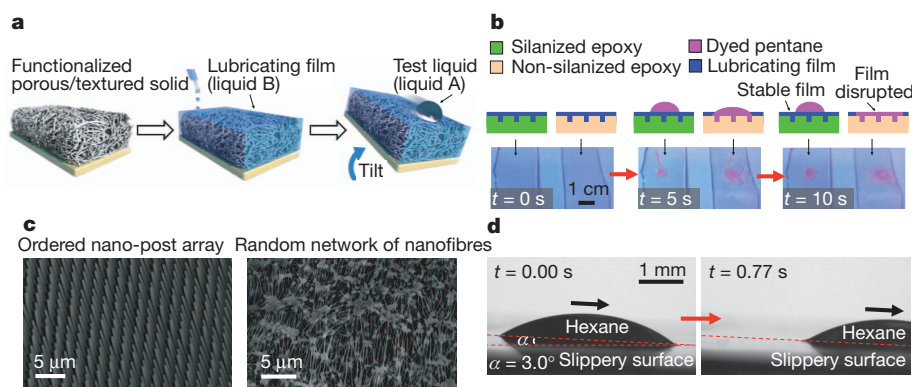 a
Functionalized
porous/textured solid
Lubricating film
(liquid B)
Test liquid
(liquid A)
Tilt
b
Silanized epoxy
Non-silanized epoxy
Dyed pentane
Lubricating film
Stable film
Film
disrupted
1 cm
t = 0 s
t = 5 s
t = 10 s
c
Ordered nano-post array
Random network of nanofibres
5 μm
5 μm
d
t = 0.00 s
1 mm
Hexane
α
α = 3.0°
Slippery surface
t = 0.77 s
Hexane
Slippery surface